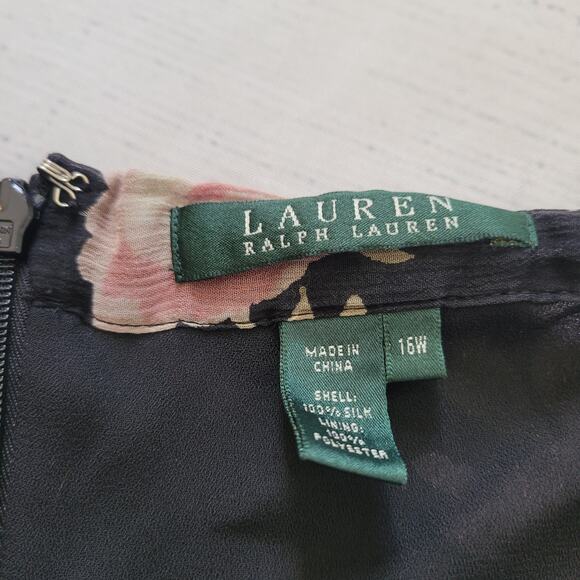 LAUREN
RALPH LAUREN
MADE IN
CHINA
SHELL:
100% SILK
LINING:
100%
POLYESTER
16W